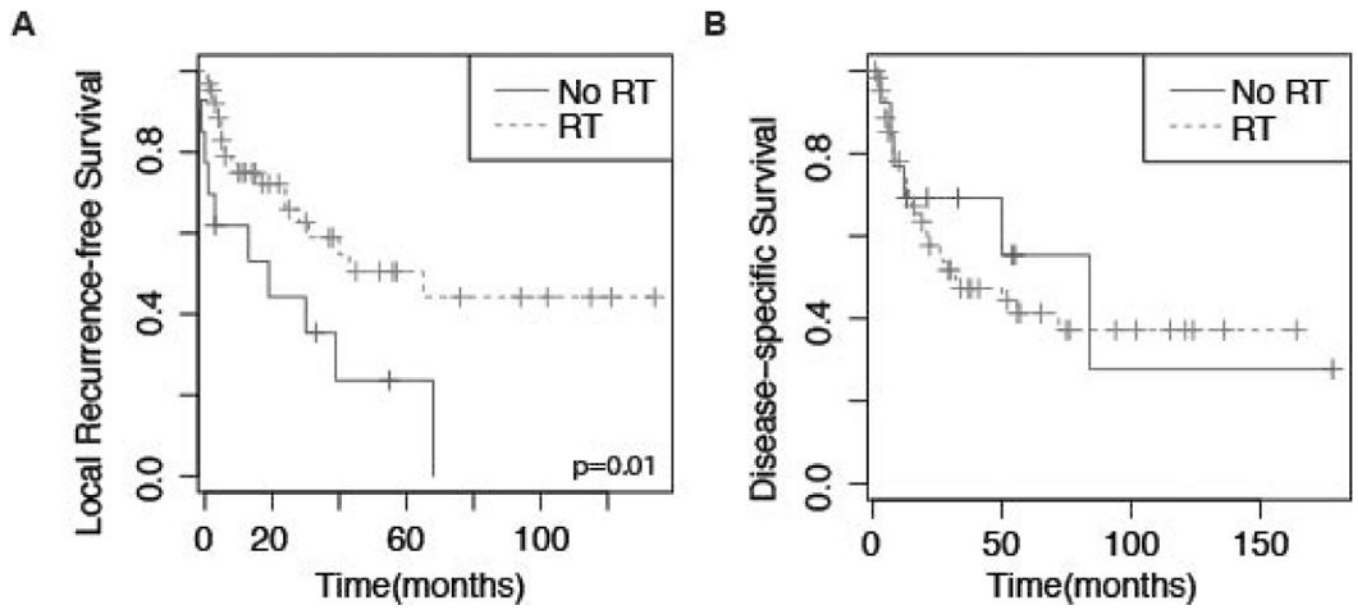 A
Local Recurrence-free Survival
0.8
0.4
0.0
No RT
RT
p=0.01
0
20
60
100
Time(months)
B
Disease-specific Survival
0.8
0.4
0.0
No RT
RT
0
50
100
150
Time(months)